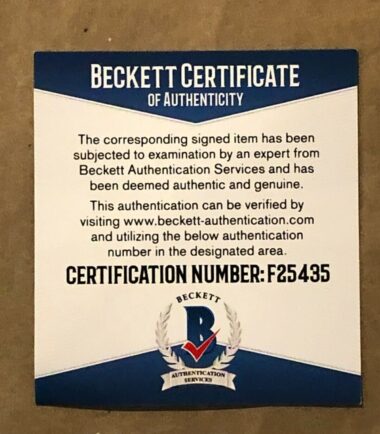 BECKETT CERTIFICATE
OF AUTHENTICITY
The corresponding signed item has been
subjected to examination by an expert from
Beckett Authentication Services and has
been deemed authentic and genuine.
This authentication can be verified by
visiting www.beckett-authentication.com
and utilizing the below authentication
number in the designated area.
CERTIFICATION NUMBER: F25435
BECKETT
B
AUTHENTICATION
SERVICES